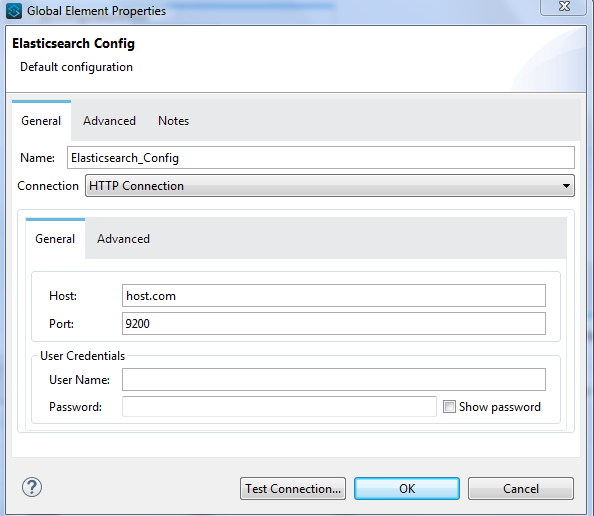 Global Element Properties
Elasticsearch Config
Default configuration
General Advanced Notes
Name: Elasticsearch_Config
Connection HTTP Connection
General Advanced
Host: host.com
Port: 9200
User Credentials
User Name:
Password: Show password
? Test Connection... OK Cancel